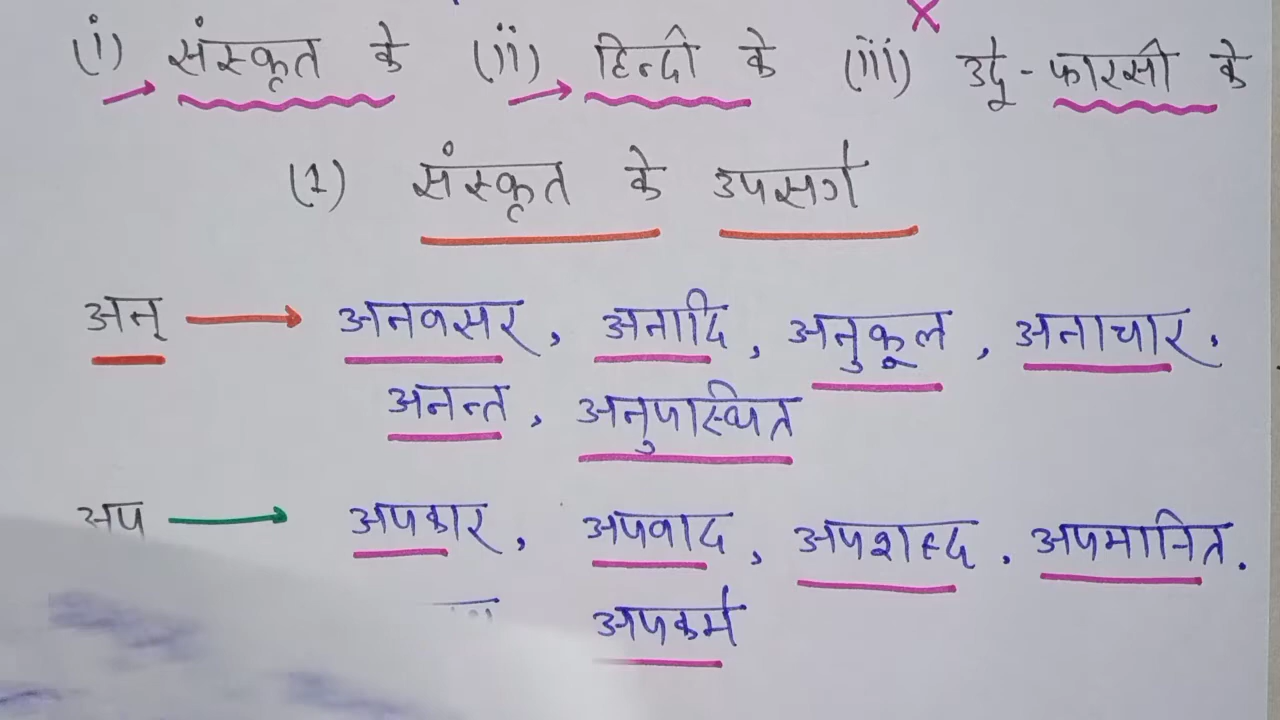 (i) संस्कृत के (ii) हिन्दी के (iii) उर्दू - फारसी के
(1) संस्कृत के उपसर्ग
अन् → अनवसर, अनादि, अनुकूल, अनाचार,
अनन्त, अनुपस्थित
अप → अपकार, अपवाद, अपशब्द, अपमानित.
अपकर्म